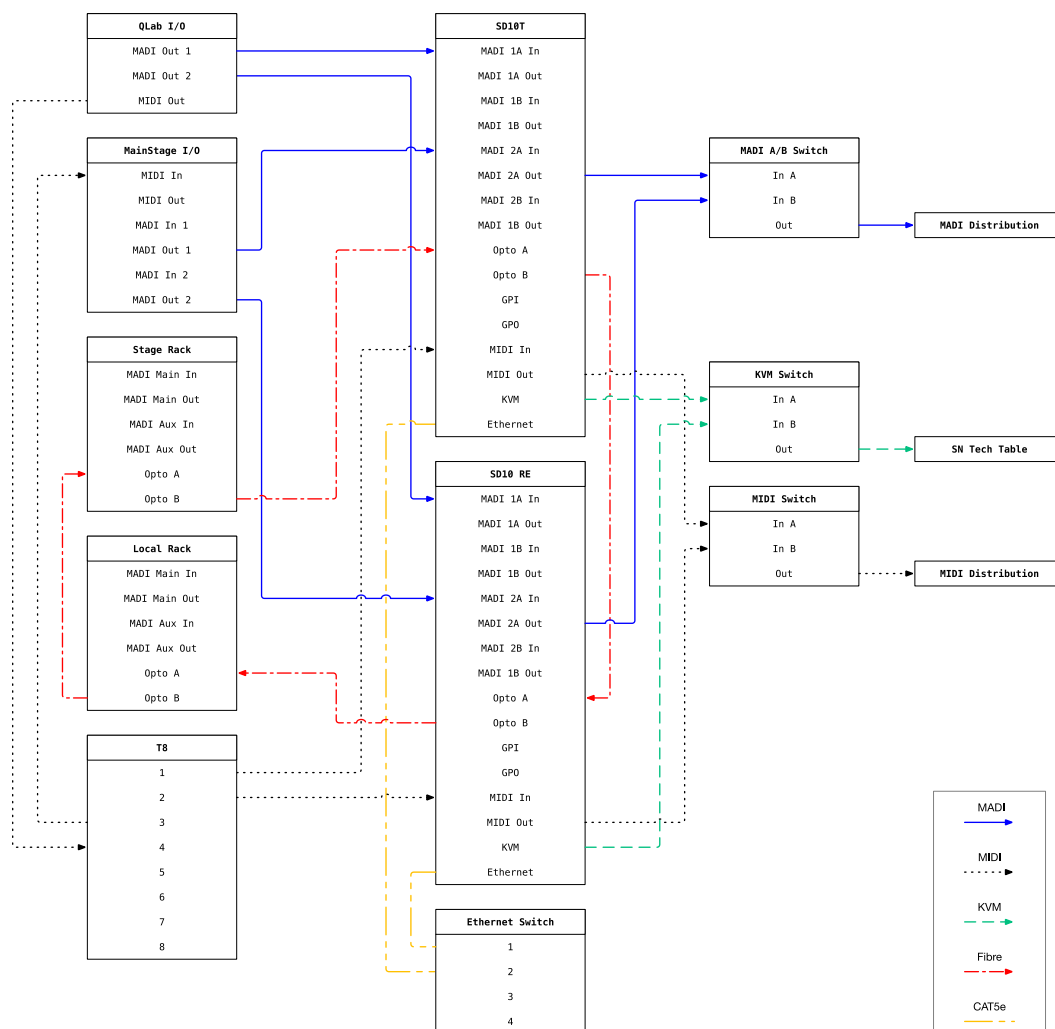 QLab I/O
MADI Out 1
MADI Out 2
MIDI Out
MainStage I/O
MIDI In
MIDI Out
MADI In 1
MADI Out 1
MADI In 2
MADI Out 2
Stage Rack
MADI Main In
MADI Main Out
MADI Aux In
MADI Aux Out
Opto A
Opto B
Local Rack
MADI Main In
MADI Main Out
MADI Aux In
MADI Aux Out
Opto A
Opto B
T8
1
2
3
4
5
6
7
8
SD10T
MADI 1A In
MADI 1A Out
MADI 1B In
MADI 1B Out
MADI 2A In
MADI 2A Out
MADI 2B In
MADI 1B Out
Opto A
Opto B
GPI
GPO
MIDI In
MIDI Out
KVM
Ethernet
SD10 RE
MADI 1A In
MADI 1A Out
MADI 1B In
MADI 1B Out
MADI 2A In
MADI 2A Out
MADI 2B In
MADI 1B Out
Opto A
Opto B
GPI
GPO
MIDI In
MIDI Out
KVM
Ethernet
Ethernet Switch
1
2
3
4
MADI A/B Switch
In A
In B
Out
KVM Switch
In A
In B
Out
MIDI Switch
In A
In B
Out
MADI Distribution
SN Tech Table
MIDI Distribution
MADI
MIDI
KVM
Fibre
CAT5e